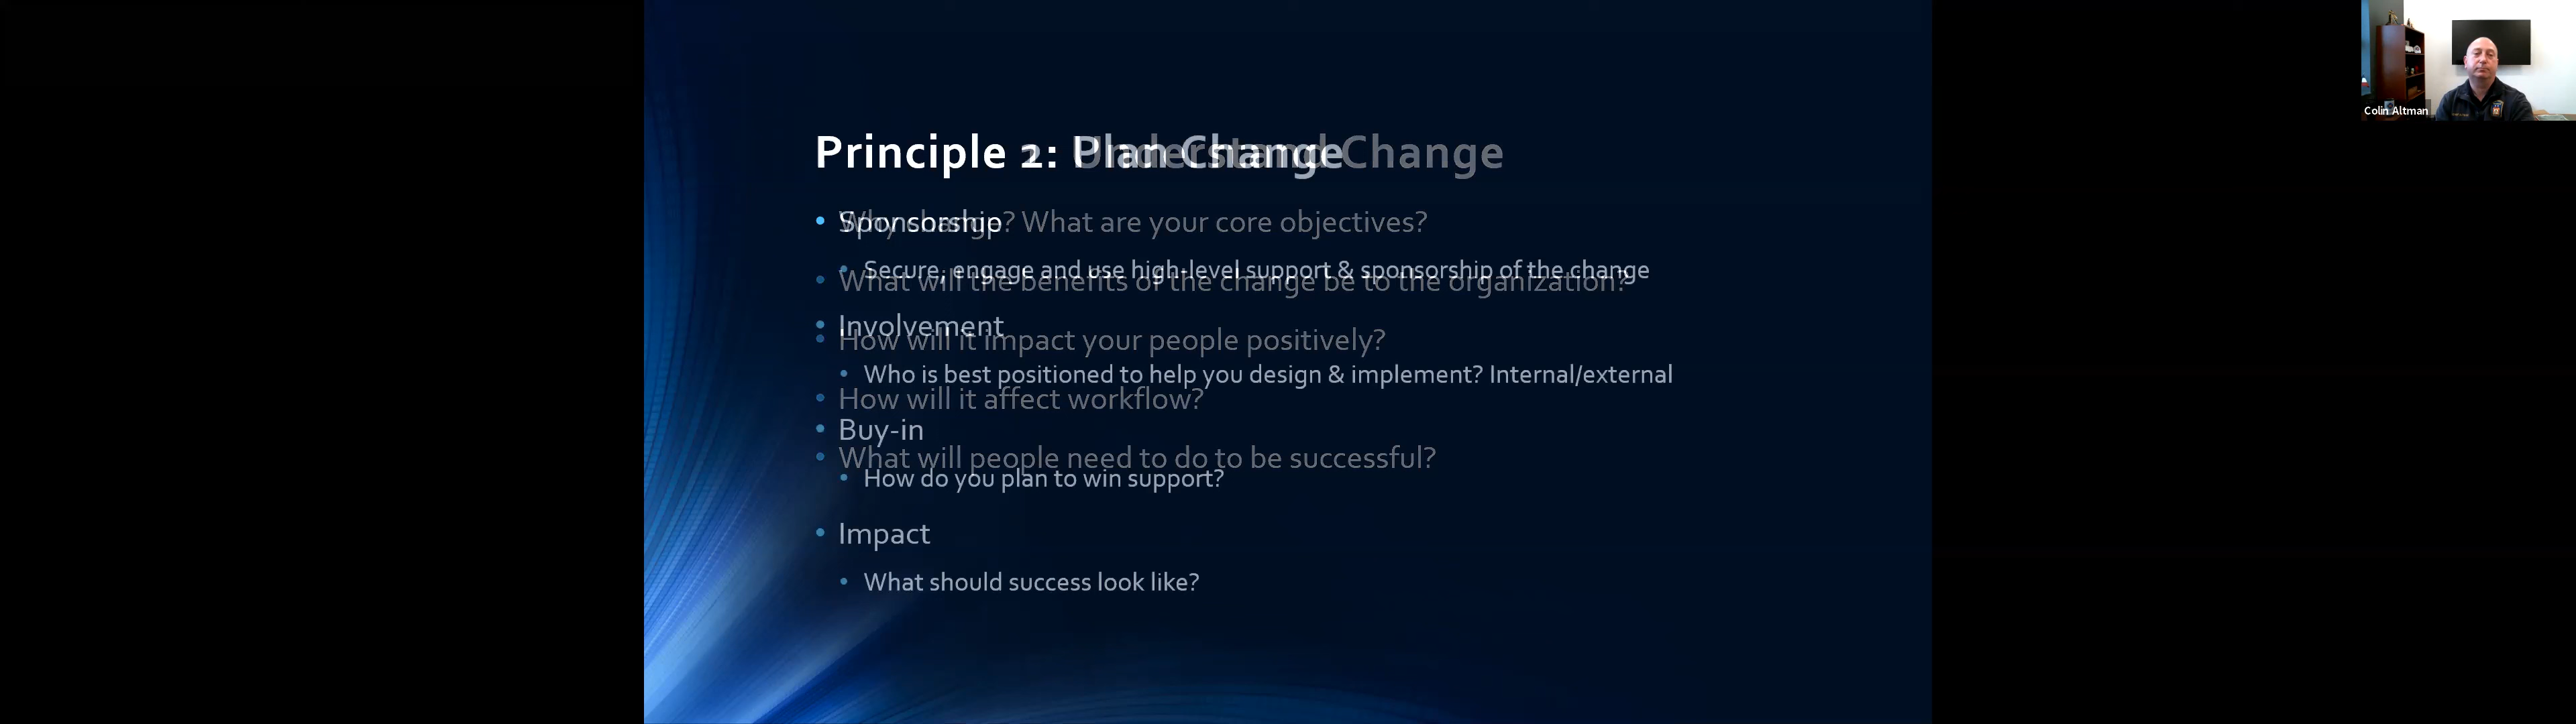 Principle 2: Plan Change
Principle 1: Understand Change
Sponsorship
Why change? What are your core objectives?
Secure, engage and use high-level support & sponsorship of the change
What will the benefits of the change be to the organization?
Involvement
How will it impact your people positively?
Who is best positioned to help you design & implement? Internal/external
How will it affect workflow?
Buy-in
What will people need to do to be successful?
How do you plan to win support?
Impact
What should success look like?
Colin Altman